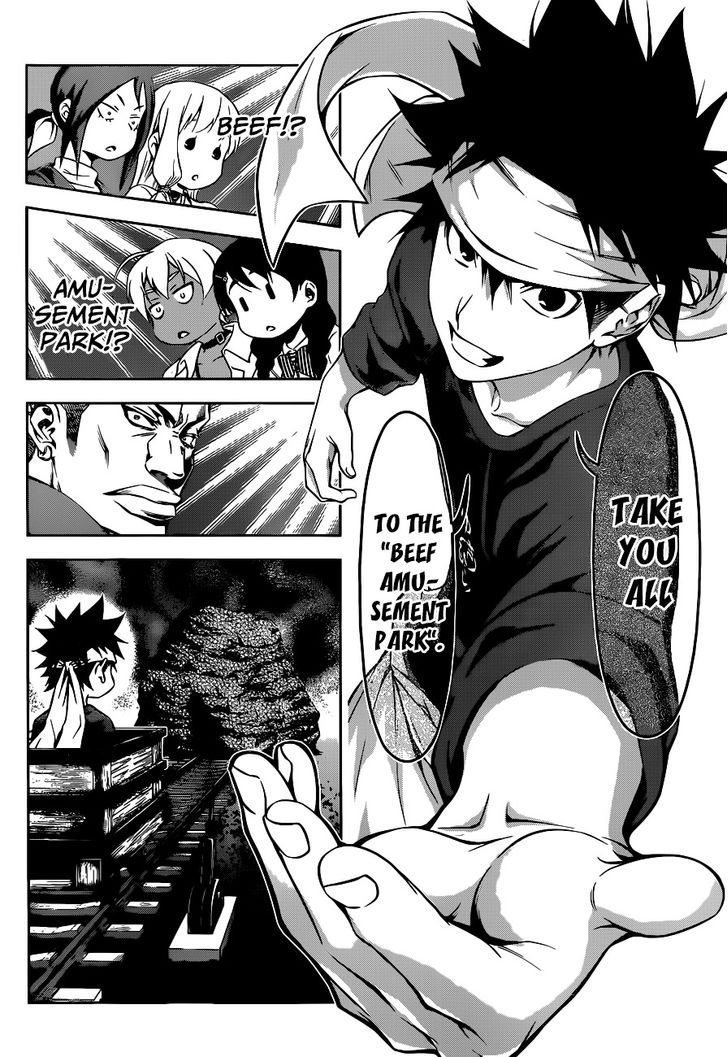 TAKE
YOU
ALL
TO THE
"BEEF
AMU-
SEMENT
PARK".
BEEF!?
AMU-
SEMENT
PARK!?